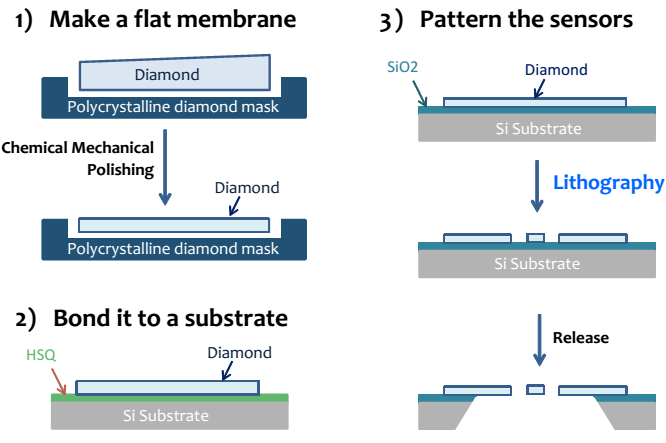 1) Make a flat membrane
Diamond
Polycrystalline diamond mask
Chemical Mechanical
Polishing
Diamond
Polycrystalline diamond mask
2) Bond it to a substrate
HSQ
Diamond
Si Substrate
3) Pattern the sensors
SiO2
Diamond
Si Substrate
Lithography
Si Substrate
Release